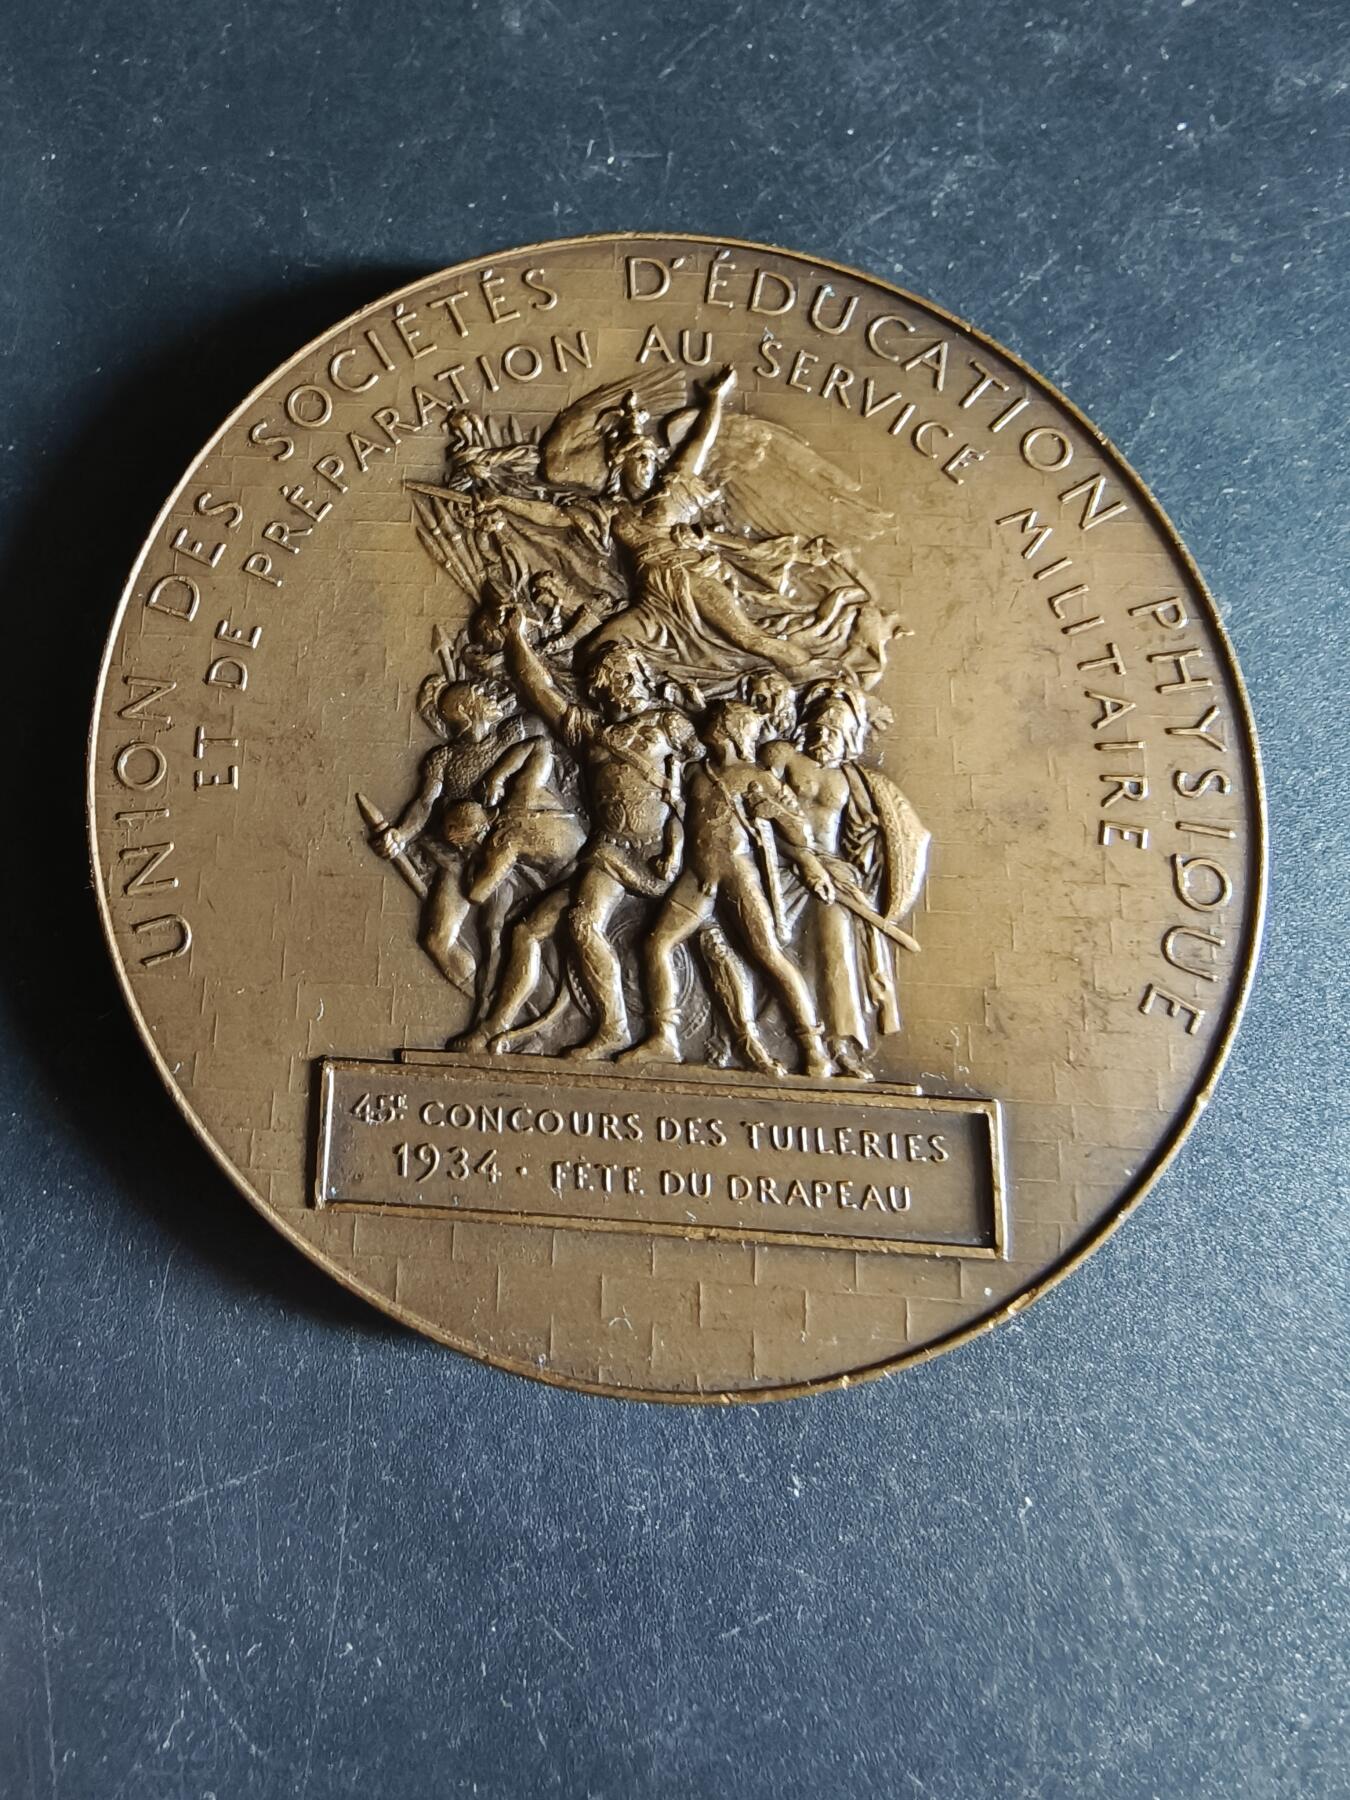 UNION DES SOCIÉTÉS D'ÉDUCATION PHYSIQUE
ET DE PRÉPARATION AU SERVICE MILITAIRE
45E CONCOURS DES TUILERIES
1934 · FÊTE DU DRAPEAU